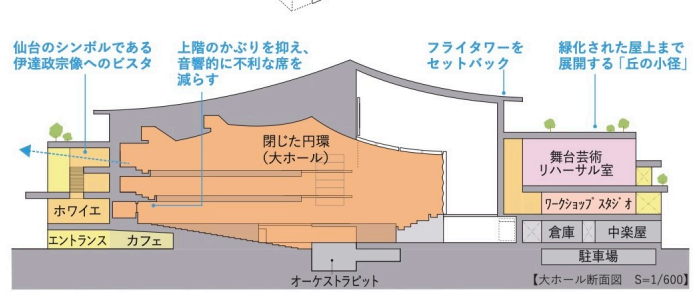 仙台のシンボルである
伊達政宗像へのビスタ
上階のかぶりを抑え、
音響的に不利な席を
減らす
フライタワーを
セットバック
緑化された屋上まで
展開する「丘の小径」
閉じた円環
(大ホール)
舞台芸術
リハーサル室
ホワイエ
ワークショップ スタジオ
エントランス
カフェ
倉庫
中楽屋
駐車場
オーケストラピット
【大ホール断面図 S=1/600】